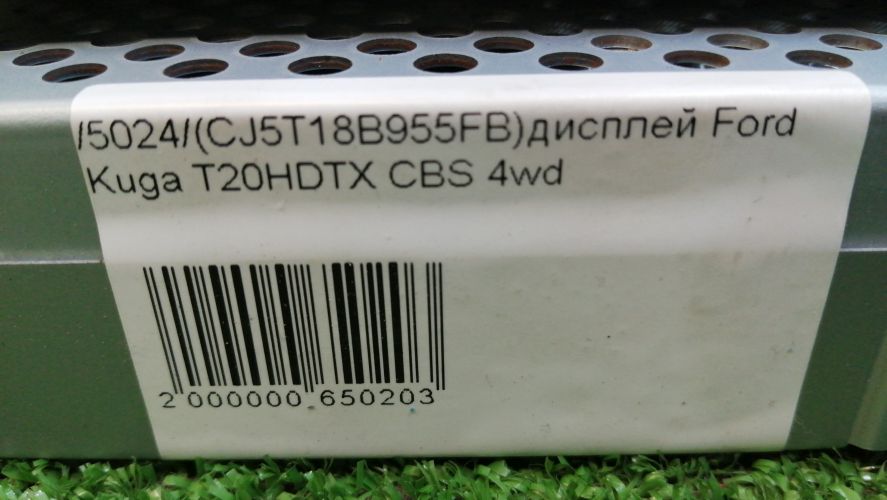 /5024/(CJ5T18B955FB)дисплей Ford
Kuga T20HDTX CBS 4wd
2 000000 650203